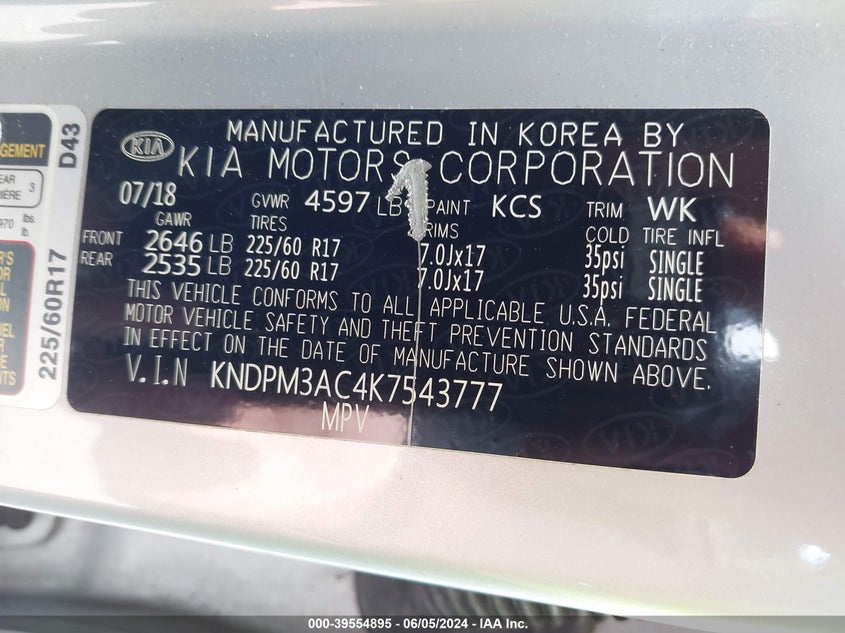 KIA
MANUFACTURED IN KOREA BY
KIA MOTORS CORPORATION
07/18 GVWR 4597 LB PAINT KCS TRIM WK
GAWR TIRES RIMS COLD TIRE INFL
FRONT 2646 LB 225/60 R17 7.0Jx17 35psi SINGLE
REAR 2535 LB 225/60 R17 7.0Jx17 35psi SINGLE
THIS VEHICLE CONFORMS TO ALL APPLICABLE U.S.A. FEDERAL
MOTOR VEHICLE SAFETY AND THEFT PREVENTION STANDARDS
IN EFFECT ON THE DATE OF MANUFACTURE SHOWN ABOVE.
V.I.N KNDPM3AC4K7543777
MPV
1
D43
225/60R17
3
lbs.
000-39554895 - 06/05/2024 - IAA Inc.